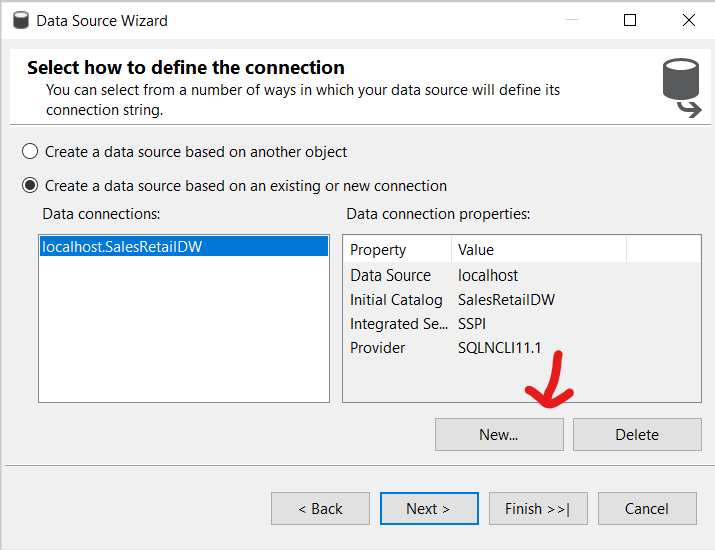 Data Source Wizard
Select how to define the connection
You can select from a number of ways in which your data source will define its
connection string.
Create a data source based on another object
Create a data source based on an existing or new connection
Data connections:
Data connection properties:
localhost.SalesRetailDW
Property Value
Data Source localhost
Initial Catalog SalesRetailDW
Integrated Se... SSPI
Provider SQLNCLI11.1
New... Delete
< Back Next > Finish >>| Cancel